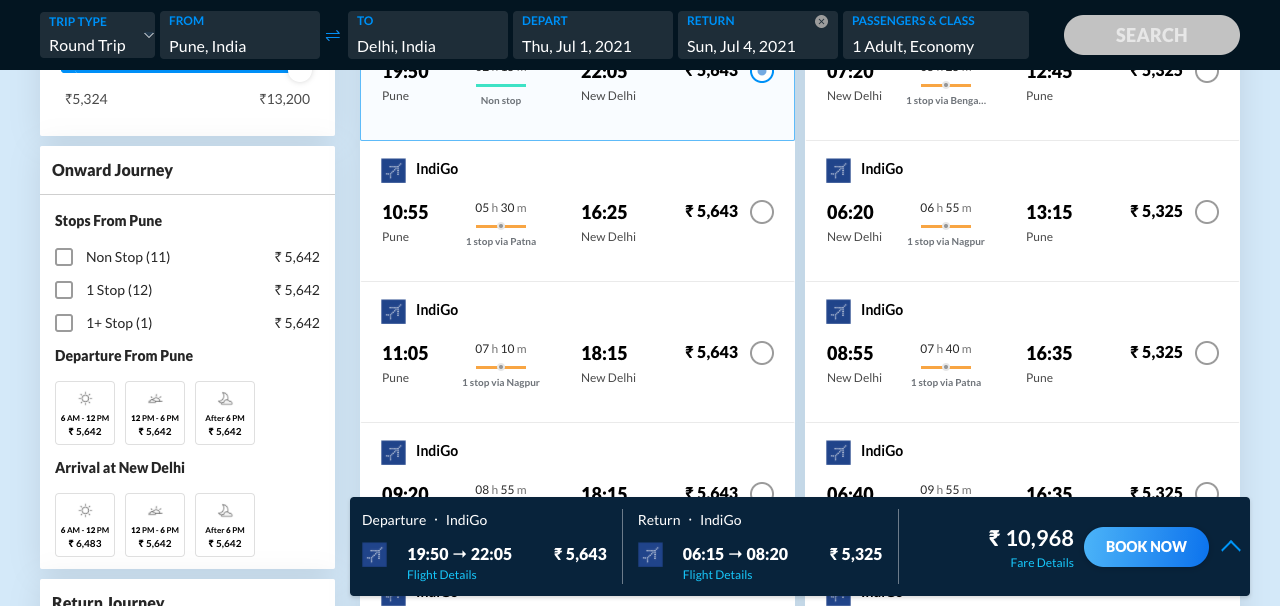 TRIP TYPE
Round Trip
FROM
Pune, India
TO
Delhi, India
DEPART
Thu, Jul 1, 2021
RETURN
Sun, Jul 4, 2021
PASSENGERS & CLASS
1 Adult, Economy
SEARCH
₹5,324 ₹13,200
Onward Journey
Stops From Pune
Non Stop (11) ₹ 5,642
1 Stop (12) ₹ 5,642
1+ Stop (1) ₹ 5,642
Departure From Pune
6 AM - 12 PM
₹ 5,642
12 PM - 6 PM
₹ 5,642
After 6 PM
₹ 5,642
Arrival at New Delhi
6 AM - 12 PM
₹ 6,483
12 PM - 6 PM
₹ 5,642
After 6 PM
₹ 5,642
Return Journey
19:50 22:05 ₹ 5,643
Pune Non stop New Delhi
IndiGo
10:55 05 h 30 m 16:25 ₹ 5,643
Pune 1 stop via Patna New Delhi
IndiGo
11:05 07 h 10 m 18:15 ₹ 5,643
Pune 1 stop via Nagpur New Delhi
IndiGo
09:20 08 h 55 m 18:15 ₹ 5,643
07:20 12:45 ₹ 5,325
New Delhi 1 stop via Benga... Pune
IndiGo
06:20 06 h 55 m 13:15 ₹ 5,325
New Delhi 1 stop via Nagpur Pune
IndiGo
08:55 07 h 40 m 16:35 ₹ 5,325
New Delhi 1 stop via Patna Pune
IndiGo
06:40 09 h 55 m 16:35 ₹ 5,325
Departure · IndiGo
19:50 → 22:05 ₹ 5,643
Flight Details
Return · IndiGo
06:15 → 08:20 ₹ 5,325
Flight Details
₹ 10,968
Fare Details
BOOK NOW